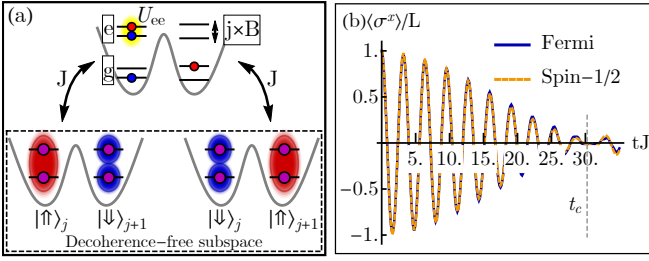 (a)
U_ee
e
j×B
g
J
J
|⇑⟩_j |⇓⟩_{j+1} |⇓⟩_j |⇑⟩_{j+1}
Decoherence-free subspace
(b)⟨σ^x⟩/L
1.0
0.5
-0.5
-1.
5. 10. 15. 20. 25. 30.
tJ
t_c
Fermi
Spin-1/2